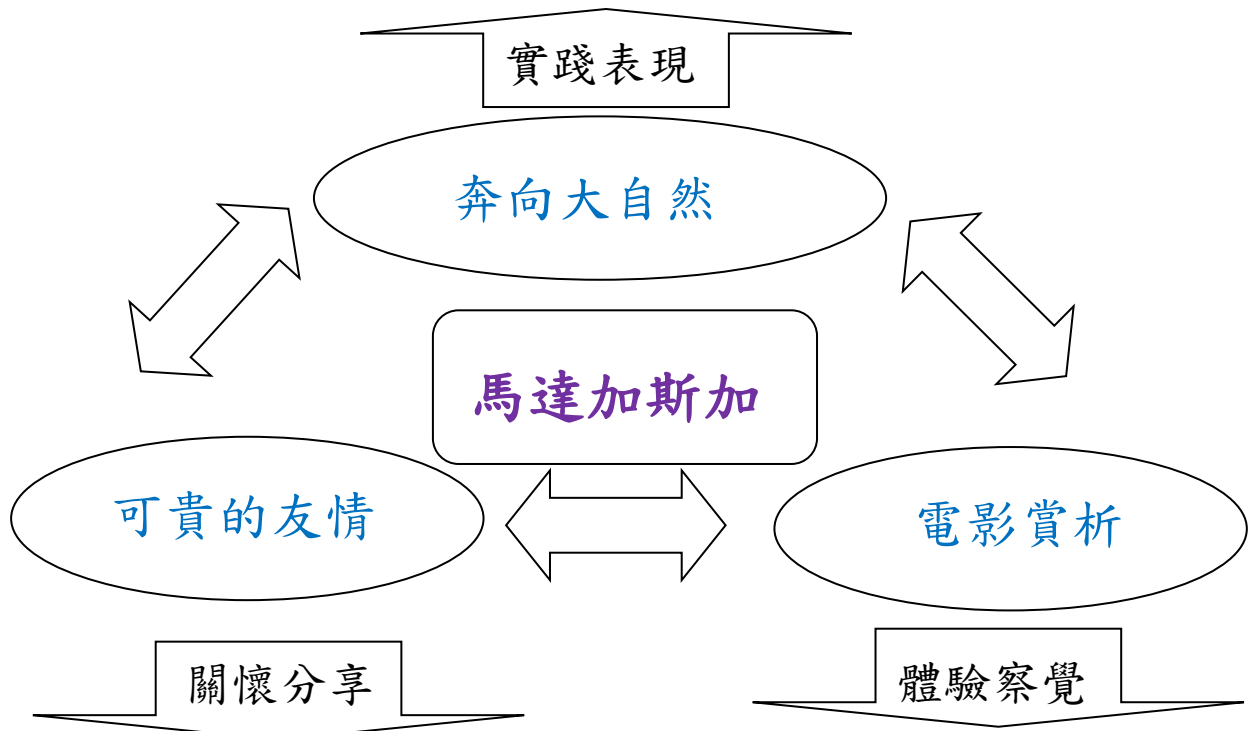 實踐表現
奔向大自然
馬達加斯加
可貴的友情
電影賞析
關懷分享
體驗察覺